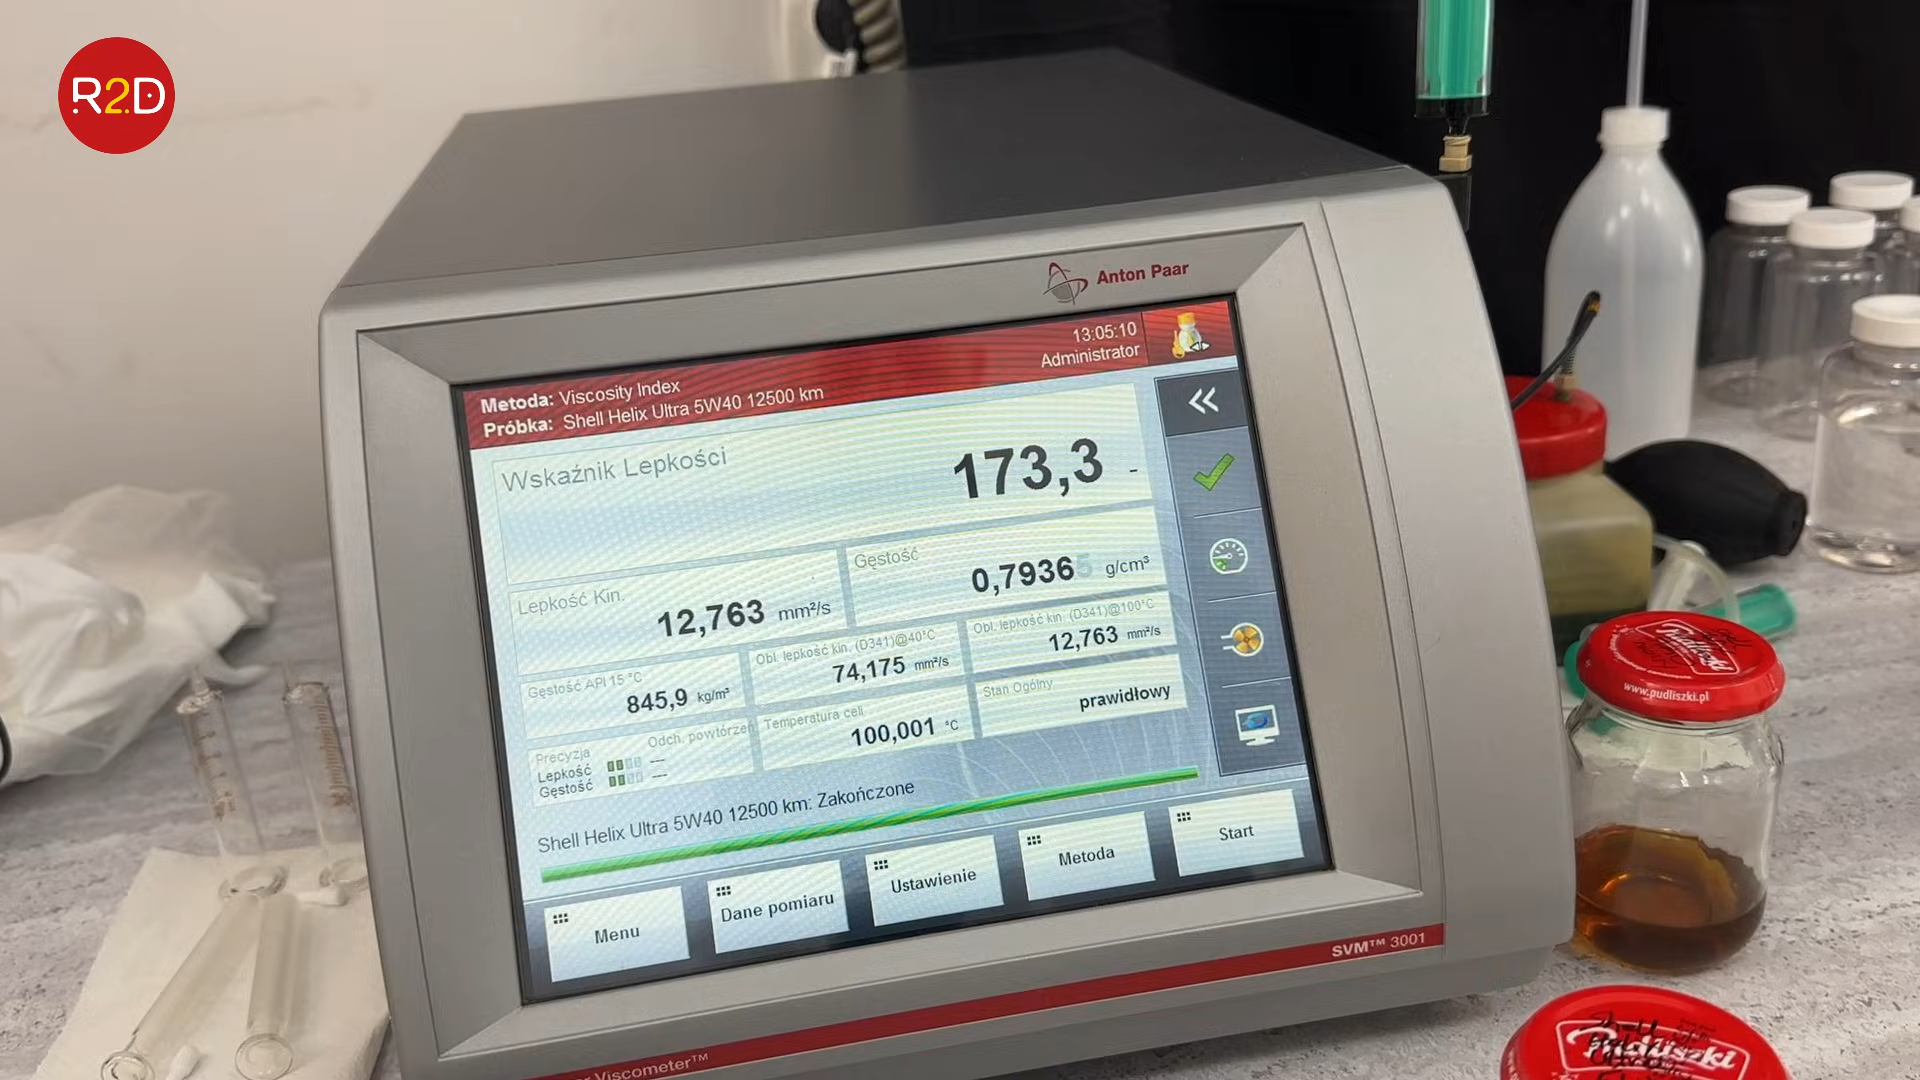 R2D
Anton Paar
13:05:10
Administrator
Metoda: Viscosity Index
Próbka: Shell Helix Ultra 5W40 12500 km
Wskaźnik Lepkości
173,3 -
Lepkość Kin.
12,763 mm²/s
Gęstość
0,79365 g/cm³
Gęstość API 15 °C
845,9 kg/m³
Obl. lepkość kin. (D341)@40°C
74,175 mm²/s
Obl. lepkość kin. (D341)@100°C
12,763 mm²/s
Precyzja
Odch. powtórzeń
Lepkość ---
Gęstość ---
Temperatura celi
100,001 °C
Stan Ogólny
prawidłowy
Shell Helix Ultra 5W40 12500 km: Zakończone
Menu
Dane pomiaru
Ustawienie
Metoda
Start
SVM™ 3001
Viscometer™
Pudliszki
www.pudliszki.pl
Pudliszki